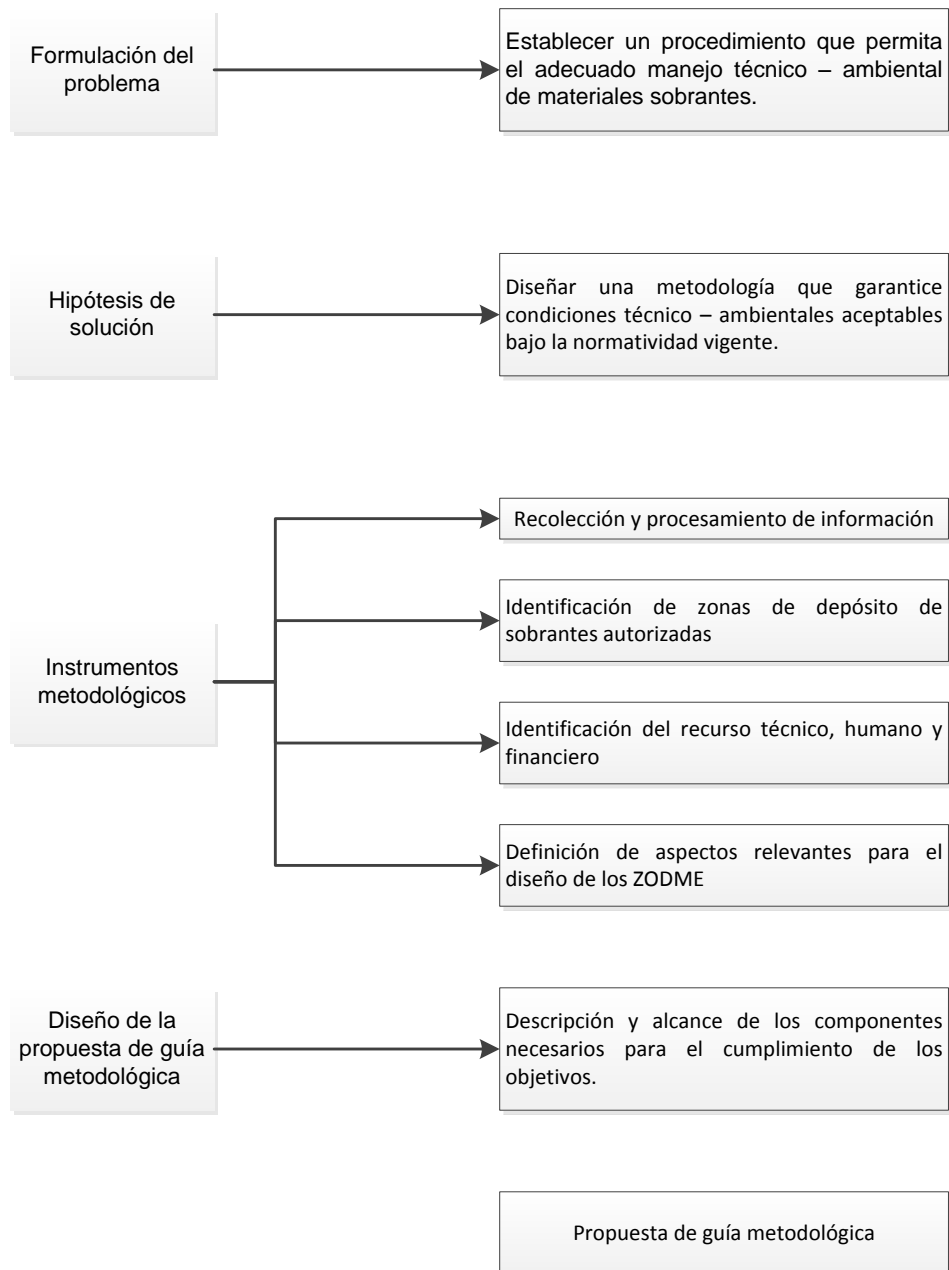 Formulación del
problema
Establecer un procedimiento que permita
el adecuado manejo técnico – ambiental
de materiales sobrantes.
Hipótesis de
solución
Diseñar una metodología que garantice
condiciones técnico – ambientales aceptables
bajo la normatividad vigente.
Instrumentos
metodológicos
Recolección y procesamiento de información
Identificación de zonas de depósito de
sobrantes autorizadas
Identificación del recurso técnico, humano y
financiero
Definición de aspectos relevantes para el
diseño de los ZODME
Diseño de la
propuesta de guía
metodológica
Descripción y alcance de los componentes
necesarios para el cumplimiento de los
objetivos.
Propuesta de guía metodológica